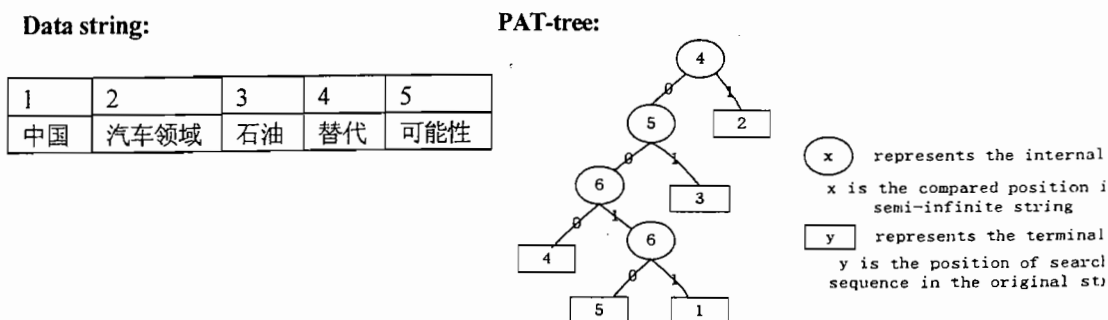 Data string:
PAT-tree:
1 2 3 4 5
中国 汽车领域 石油 替代 可能性
4
0 1
5 2
0 1
6 3
0 1
4 6
0 1
5 1
x represents the internal
x is the compared position i
semi-infinite string
y represents the terminal
y is the position of search
sequence in the original st